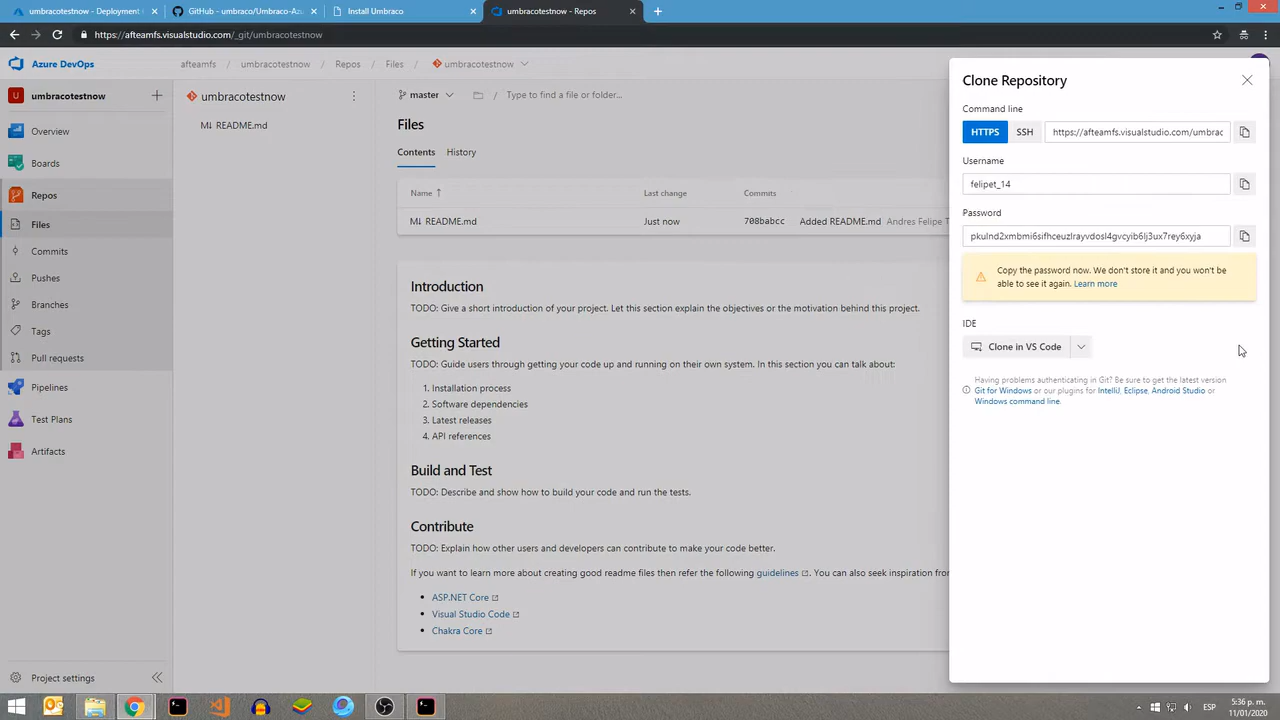 umbracotestnow - Deployment
GitHub - umbraco/Umbraco-Az
Install Umbraco
umbracotestnow - Repos
https://afteamfs.visualstudio.com/_git/umbracotestnow
Azure DevOps
afteamfs / umbracotestnow / Repos / Files / umbracotestnow
U umbracotestnow
Overview
Boards
Repos
Files
Commits
Pushes
Branches
Tags
Pull requests
Pipelines
Test Plans
Artifacts
Project settings
umbracotestnow
README.md
master / Type to find a file or folder...
Files
Contents History
Name Last change Commits
README.md Just now 708babcc Added README.md Andres Felipe T
Introduction
TODO: Give a short introduction of your project. Let this section explain the objectives or the motivation behind this project.
Getting Started
TODO: Guide users through getting your code up and running on their own system. In this section you can talk about:
1. Installation process
2. Software dependencies
3. Latest releases
4. API references
Build and Test
TODO: Describe and show how to build your code and run the tests.
Contribute
TODO: Explain how other users and developers can contribute to make your code better.
If you want to learn more about creating good readme files then refer the following guidelines . You can also seek inspiration from
ASP.NET Core
Visual Studio Code
Chakra Core
Clone Repository
Command line
HTTPS SSH https://afteamfs.visualstudio.com/umbrac
Username
felipet_14
Password
Copy the password now. We don't store it and you won't be
able to see it again. Learn more
IDE
Clone in VS Code
Having problems authenticating in Git? Be sure to get the latest version
Git for Windows or our plugins for IntelliJ, Eclipse, Android Studio or
Windows command line.
ESP
5:36 p. m.
11/01/2020